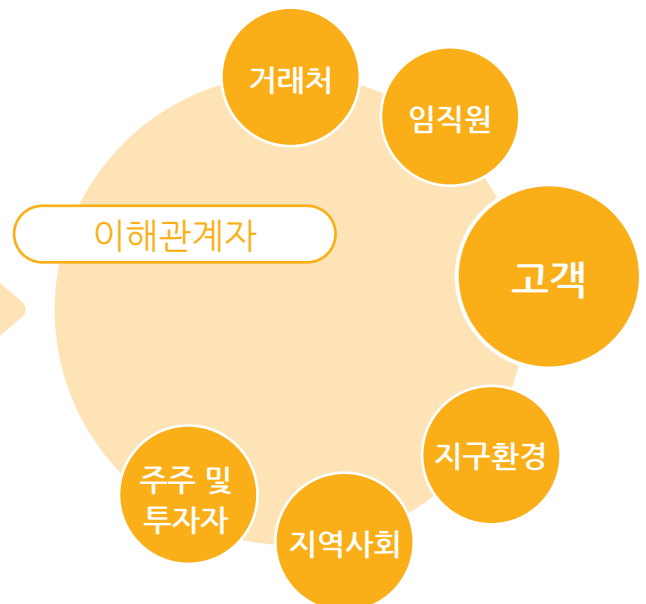 거래처
임직원
이해관계자
고객
지구환경
주주 및
투자자
지역사회